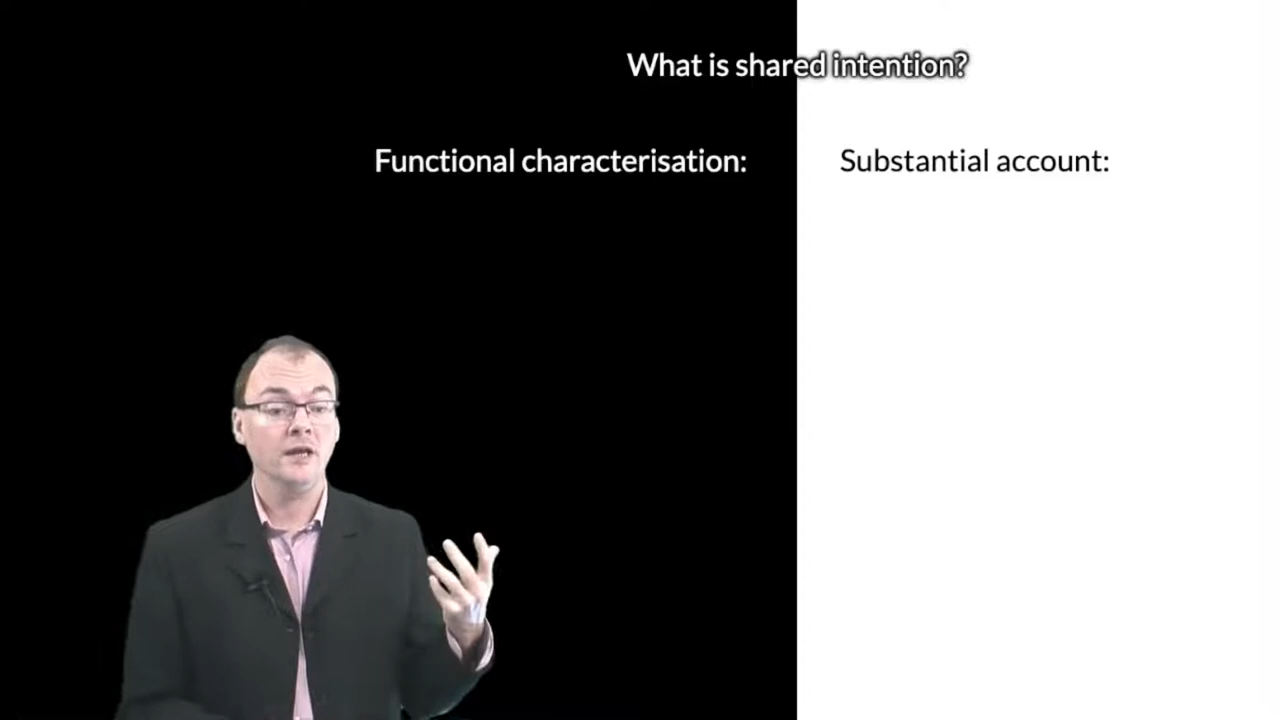 What is shared intention?
Functional characterisation:
Substantial account: